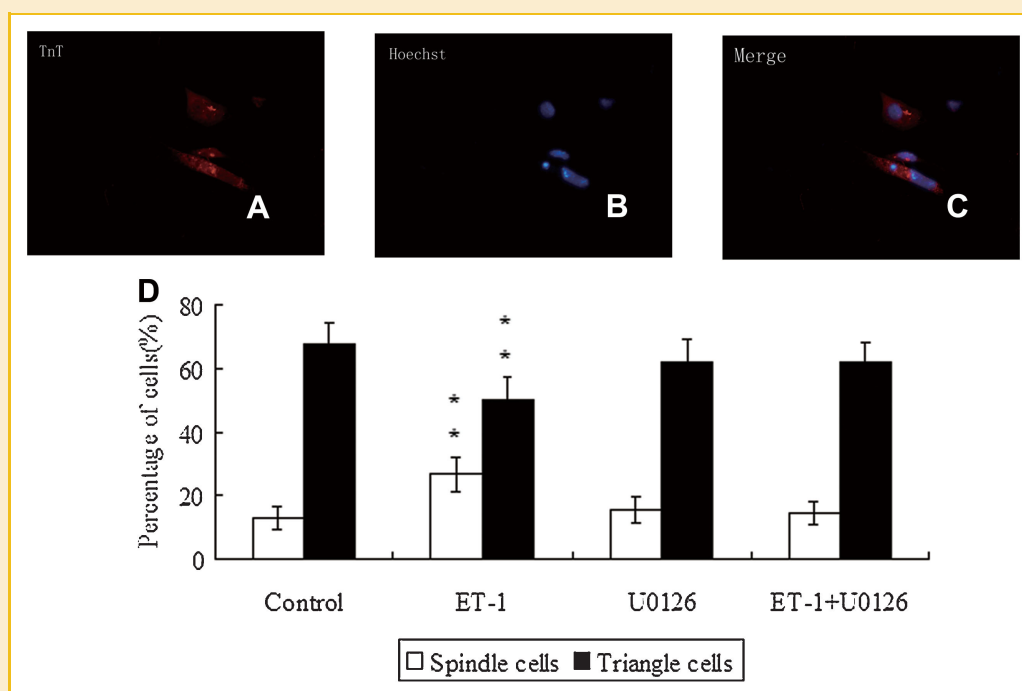 TnT
Hoechst
Merge
A
B
C
D
Percentage of cells(%)
80
60
40
20
0
* *
* *
Control
ET-1
U0126
ET-1+U0126
Spindle cells
Triangle cells